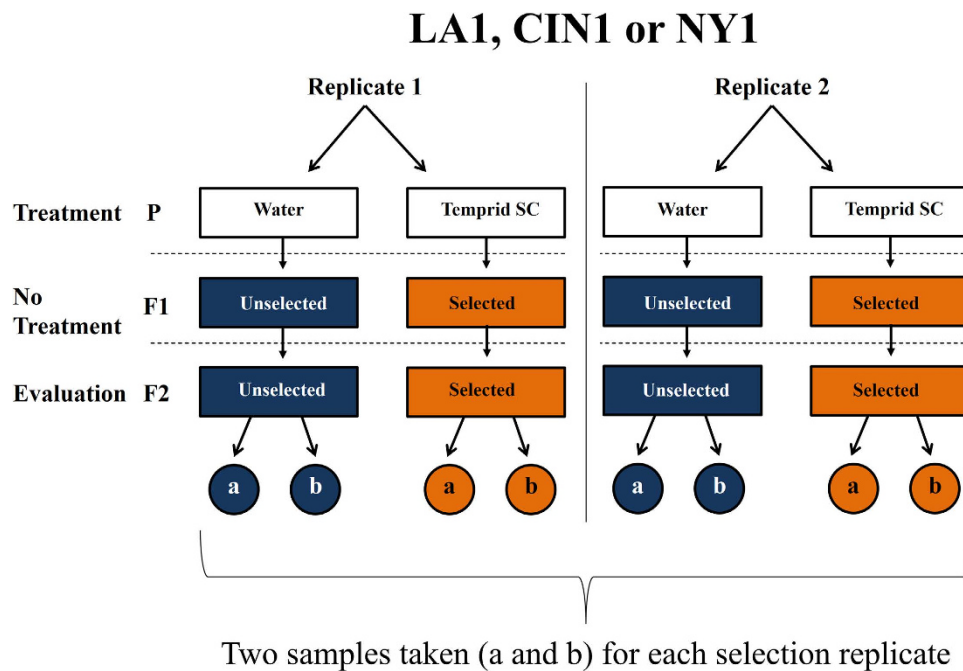 LA1, CIN1 or NY1
Replicate 1
Replicate 2
Treatment P
Water
Temprid SC
Water
Temprid SC
No
Treatment
F1
Unselected
Selected
Unselected
Selected
Evaluation F2
Unselected
Selected
Unselected
Selected
a
b
a
b
a
b
a
b
Two samples taken (a and b) for each selection replicate